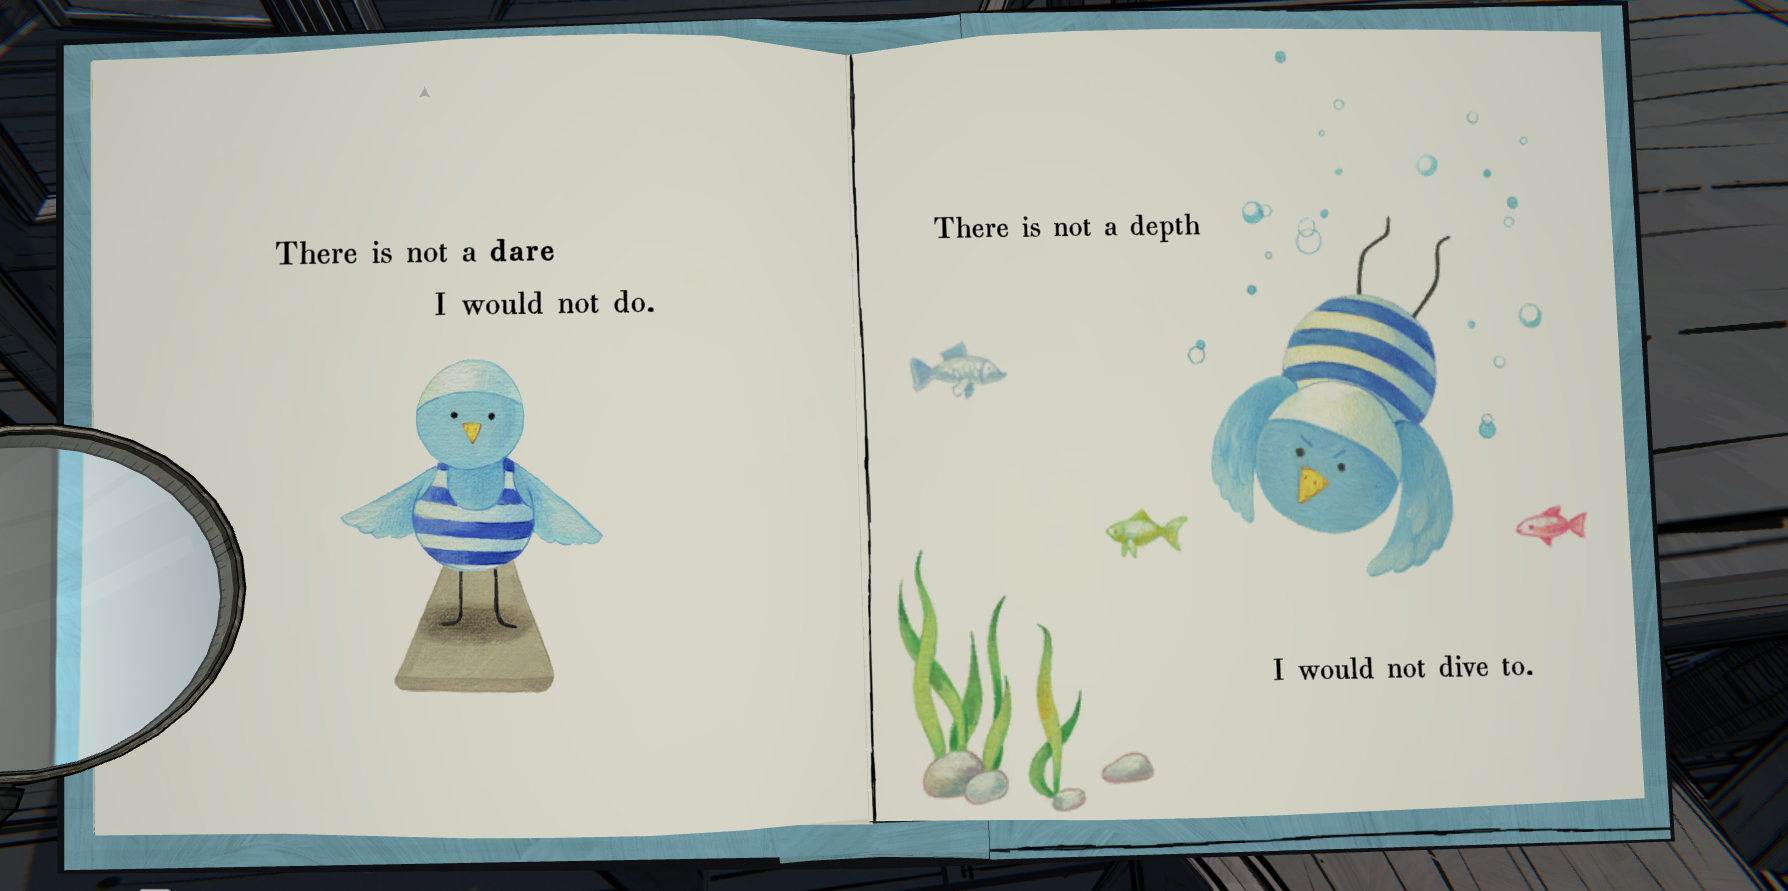 There is not a dare
I would not do.
There is not a depth
I would not dive to.